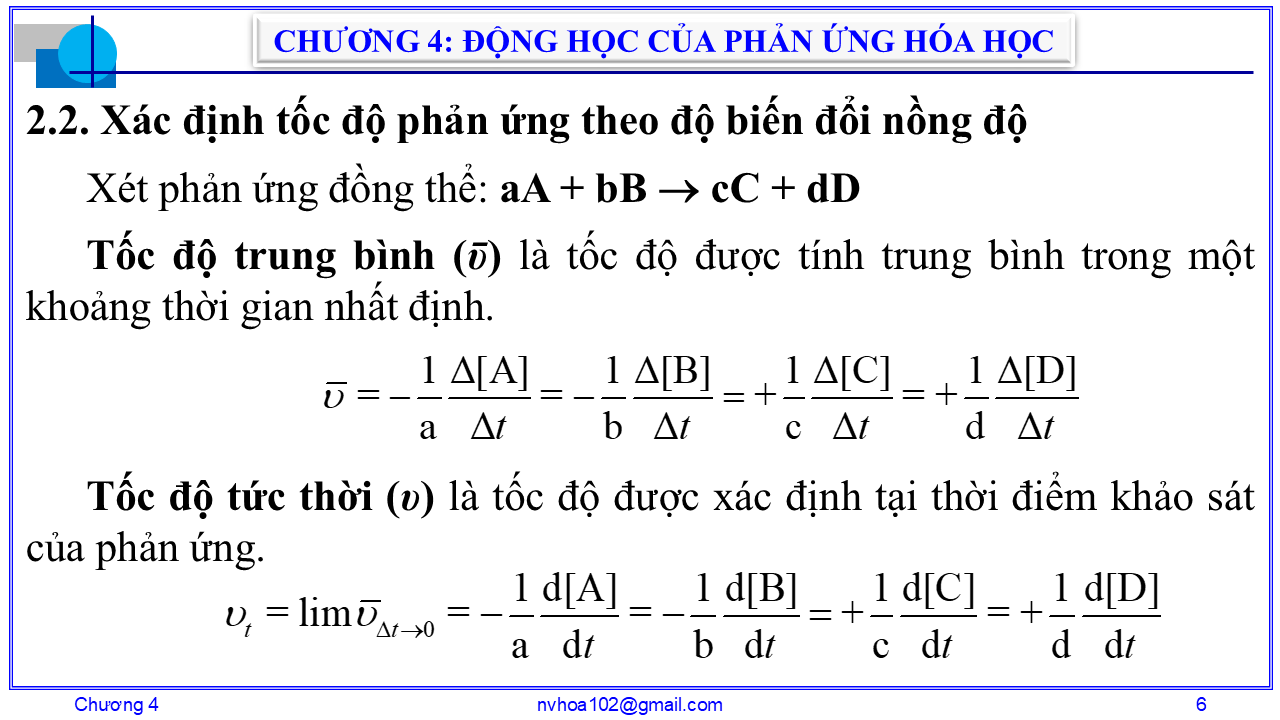 CHƯƠNG 4: ĐỘNG HỌC CỦA PHẢN ỨNG HÓA HỌC
2.2. Xác định tốc độ phản ứng theo độ biến đổi nồng độ
Xét phản ứng đồng thể: aA + bB → cC + dD
Tốc độ trung bình (ῡ) là tốc độ được tính trung bình trong một
khoảng thời gian nhất định.
ῡ = − 1/a Δ[A]/Δt = − 1/b Δ[B]/Δt = + 1/c Δ[C]/Δt = + 1/d Δ[D]/Δt
Tốc độ tức thời (υ) là tốc độ được xác định tại thời điểm khảo sát
của phản ứng.
υt = lim ῡΔt→0 = − 1/a d[A]/dt = − 1/b d[B]/dt = + 1/c d[C]/dt = + 1/d d[D]/dt
Chương 4 nvhoa102@gmail.com 6